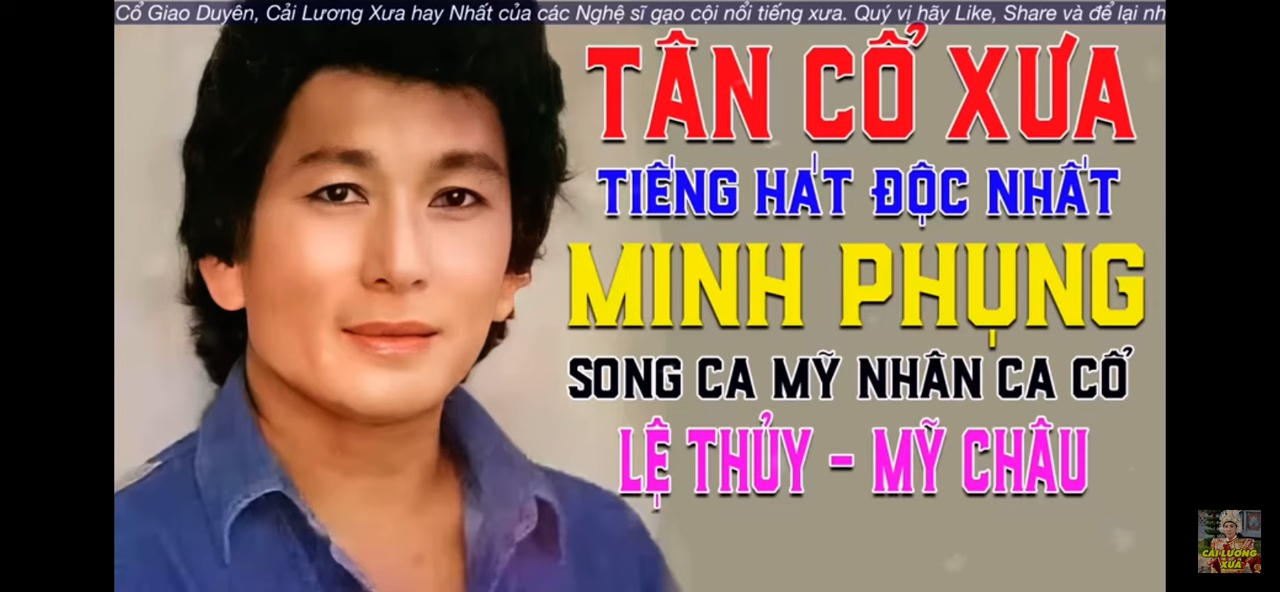 Cổ Giao Duyên, Cải Lương Xưa hay Nhất của các Nghệ sĩ gạo cội nổi tiếng xưa. Quý vị hãy Like, Share và để lại nh
TÂN CỔ XƯA
TIẾNG HÁT ĐỘC NHẤT
MINH PHỤNG
SONG CA MỸ NHÂN CA CỔ
LỆ THỦY - MỸ CHÂU
CẢI LƯƠNG
XƯA